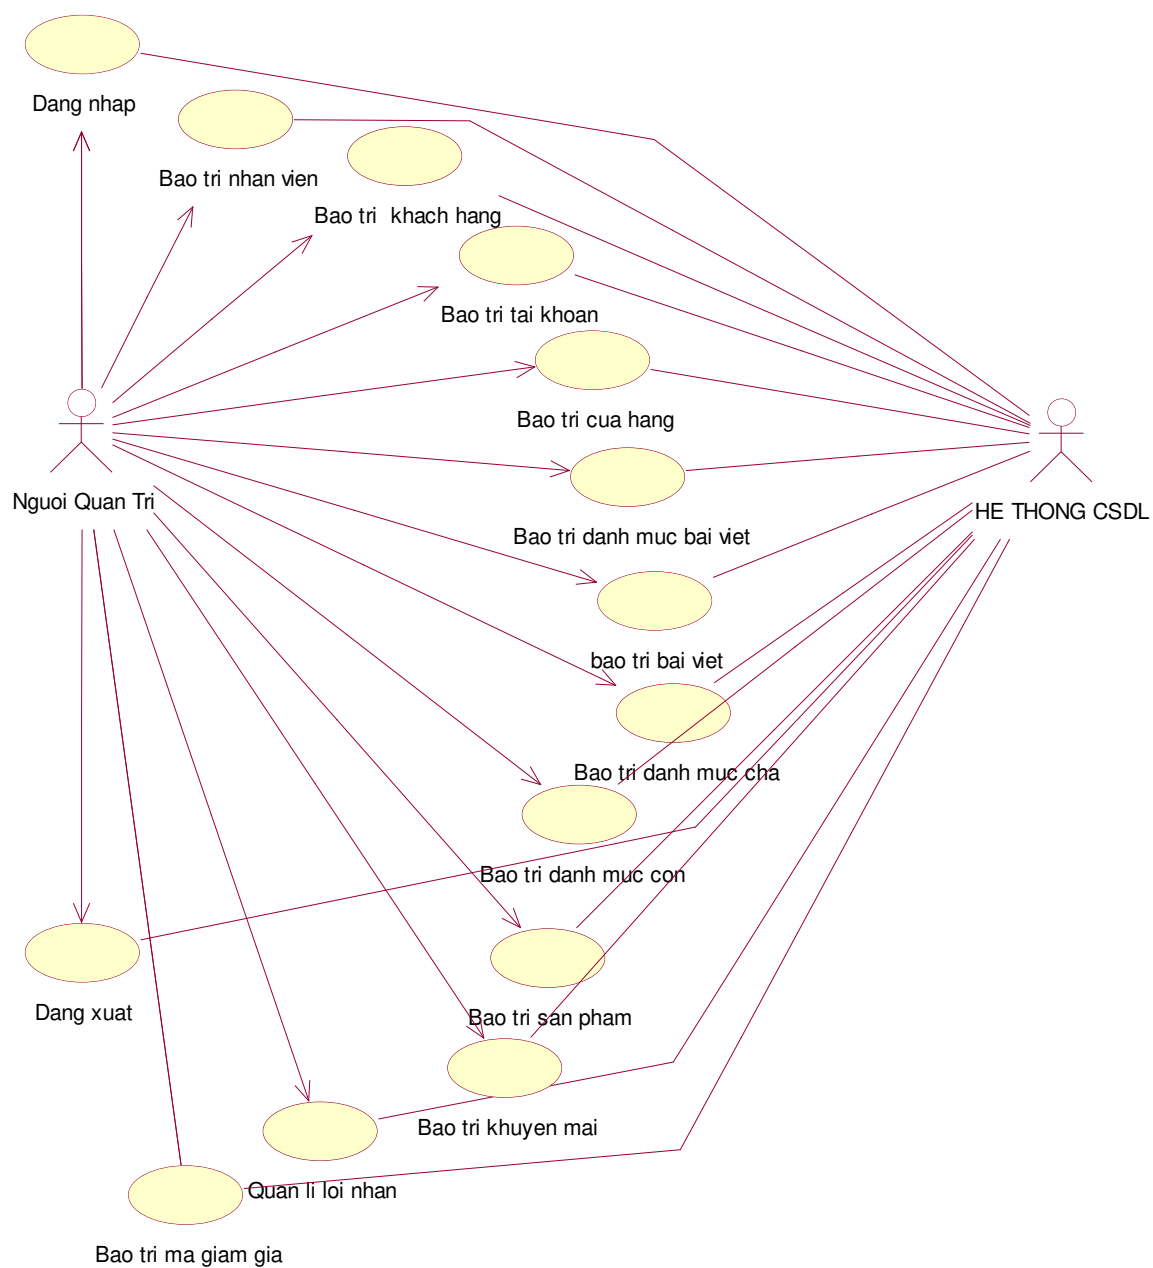 Dang nhap
Bao tri nhan vien
Bao tri  khach hang
Bao tri tai khoan
Bao tri cua hang
Nguoi Quan Tri
HE THONG CSDL
Bao tri danh muc bai viet
bao tri bai viet
Bao tri danh muc cha
Bao tri danh muc con
Dang xuat
Bao tri san pham
Bao tri khuyen mai
Quan li loi nhan
Bao tri ma giam gia